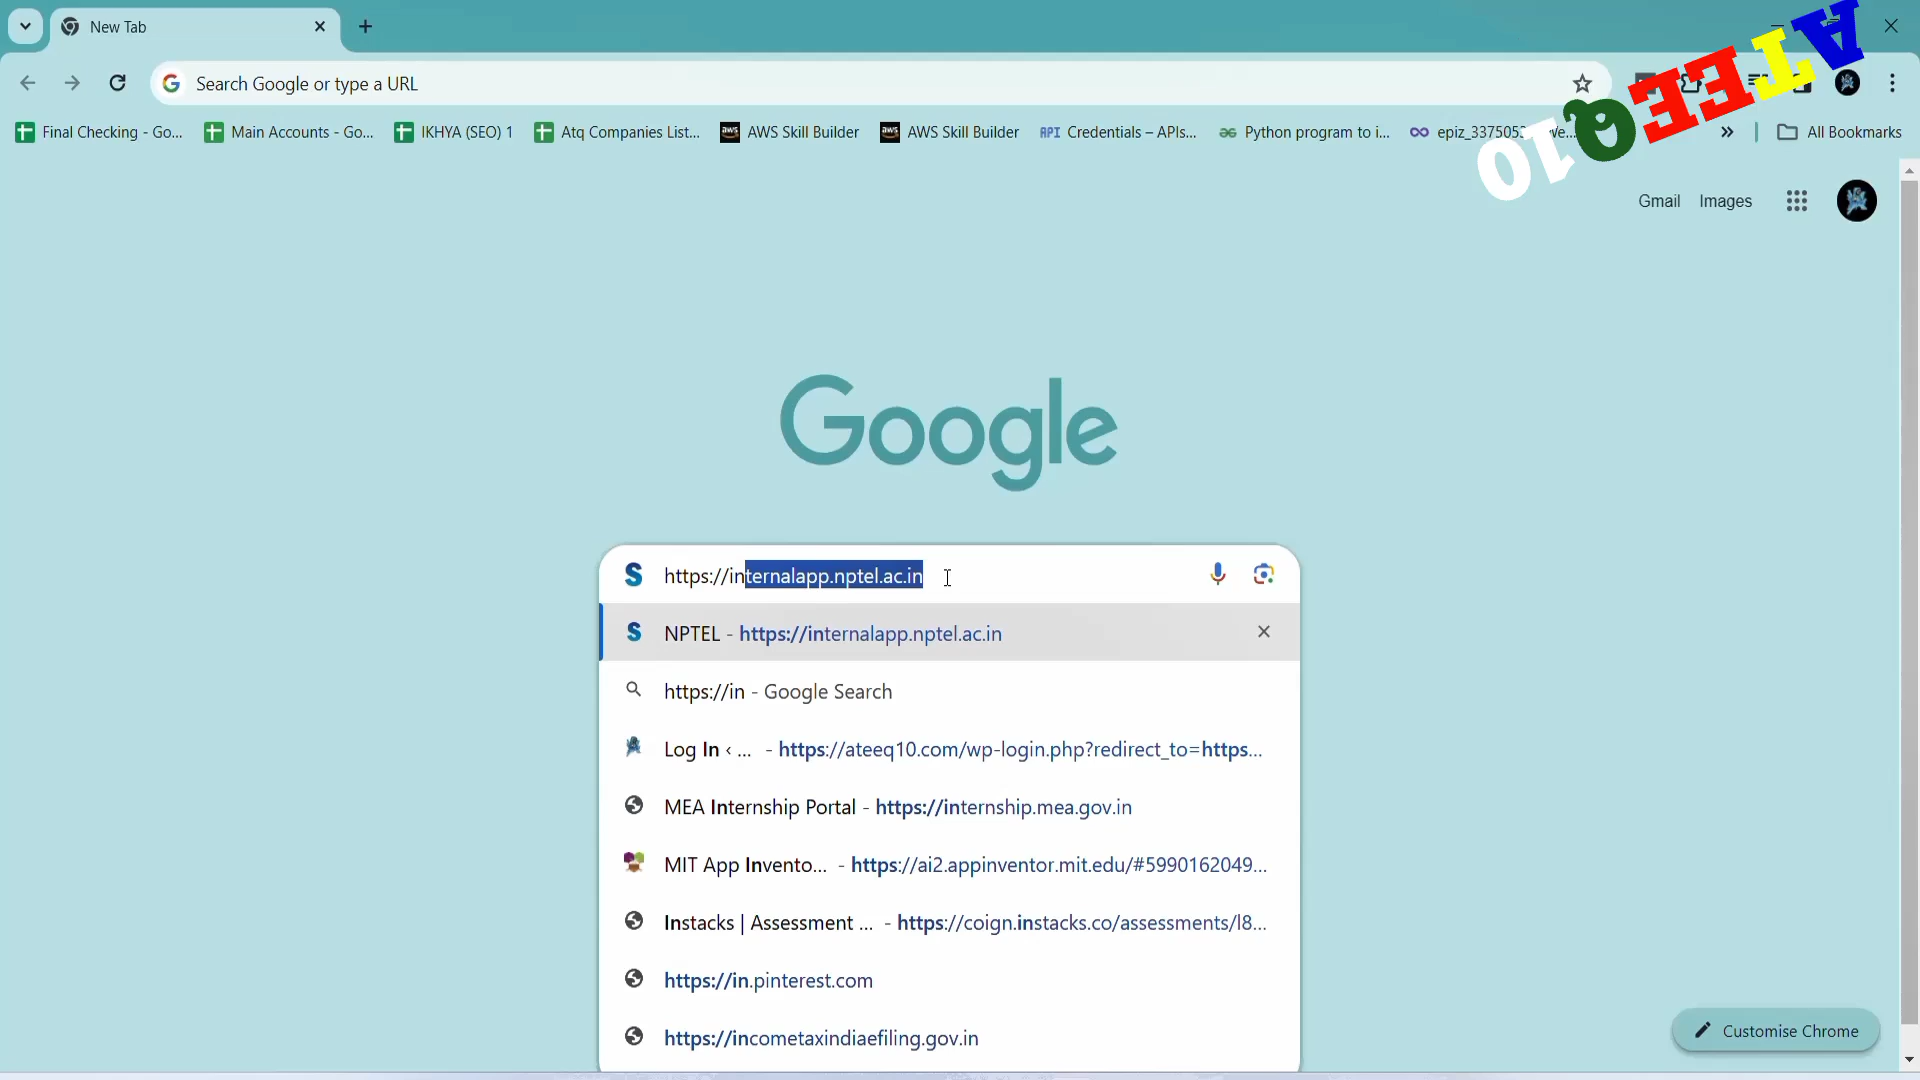 New Tab
Search Google or type a URL
Final Checking - Go...
Main Accounts - Go...
IKHYA (SEO) 1
Atq Companies List...
AWS Skill Builder
AWS Skill Builder
Credentials – APIs...
Python program to i...
All Bookmarks
ATEEQ10
Gmail
Images
Google
https://internalapp.nptel.ac.in
NPTEL - https://internalapp.nptel.ac.in
https://in - Google Search
Log In ‹ ... - https://ateeq10.com/wp-login.php?redirect_to=https...
MEA Internship Portal - https://internship.mea.gov.in
MIT App Invento... - https://ai2.appinventor.mit.edu/#5990162049...
Instacks | Assessment ... - https://coign.instacks.co/assessments/l8...
https://in.pinterest.com
https://incometaxindiaefiling.gov.in
Customise Chrome